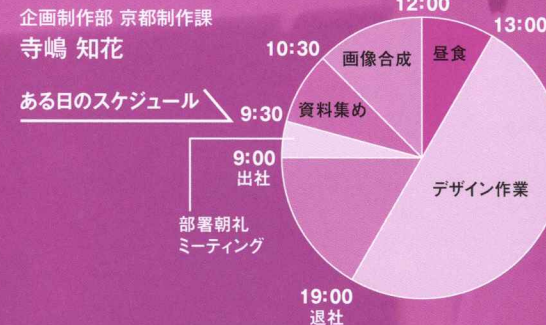 企画制作部 京都制作課
寺嶋 知花
ある日のスケジュール
12:00
13:00
10:30
画像合成
昼食
資料集め
9:30
9:00
出社
デザイン作業
部署朝礼
ミーティング
19:00
退社